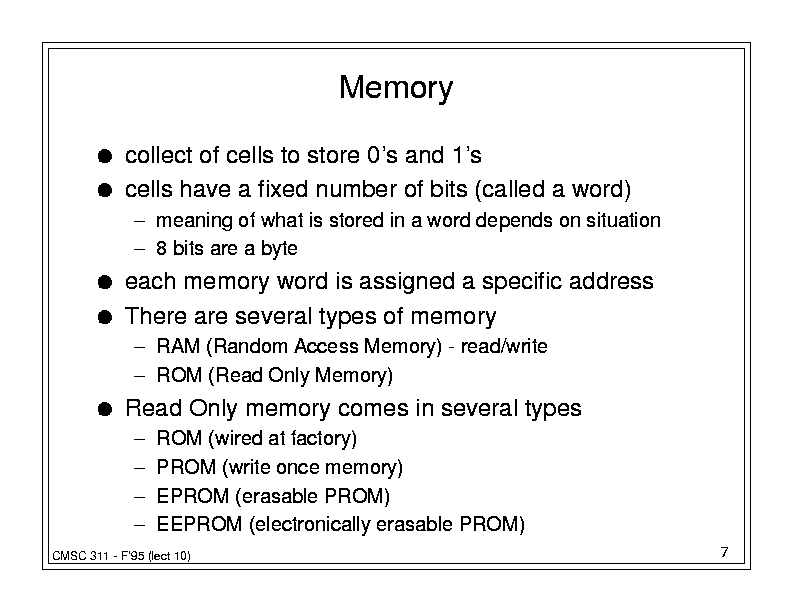 Memory
● collect of cells to store 0’s and 1’s
● cells have a fixed number of bits (called a word)
– meaning of what is stored in a word depends on situation
– 8 bits are a byte
● each memory word is assigned a specific address
● There are several types of memory
– RAM (Random Access Memory) - read/write
– ROM (Read Only Memory)
● Read Only memory comes in several types
– ROM (wired at factory)
– PROM (write once memory)
– EPROM (erasable PROM)
– EEPROM (electronically erasable PROM)
CMSC 311 - F’95 (lect 10)
7